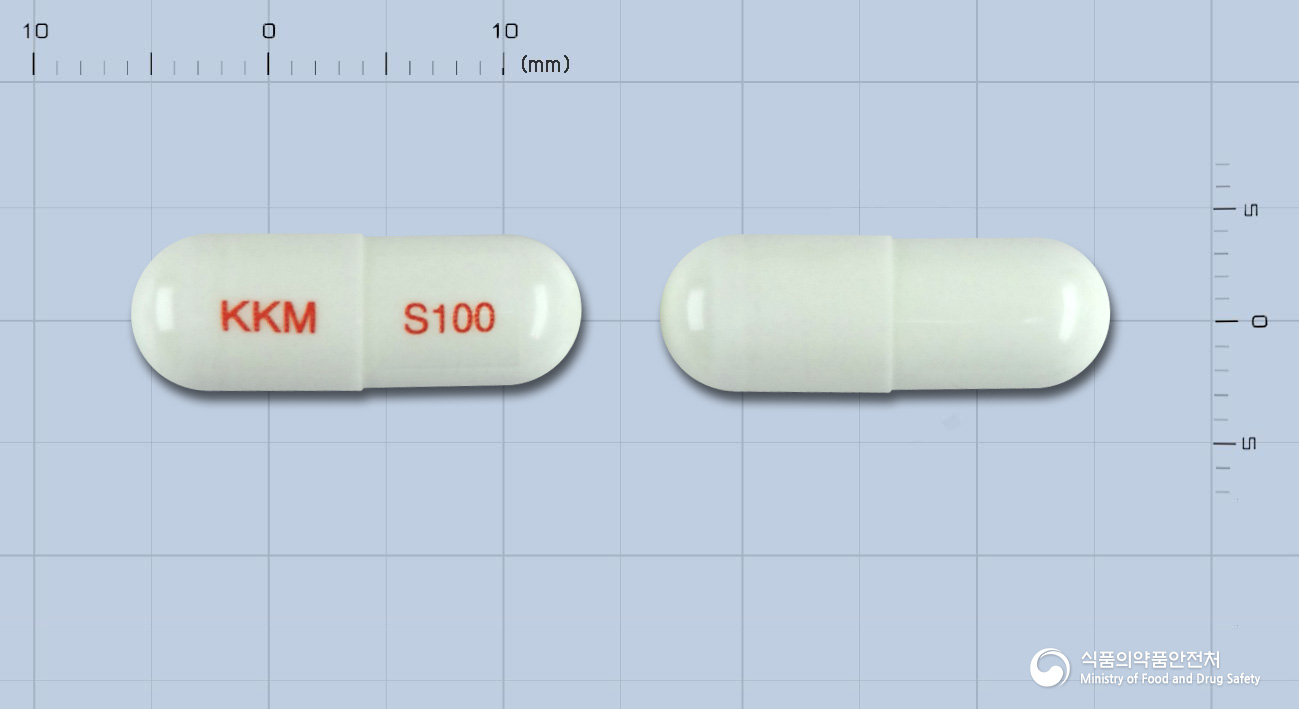 10 0 10
(mm)
KKM S100
5
0
5
식품의약품안전처
Ministry of Food and Drug Safety